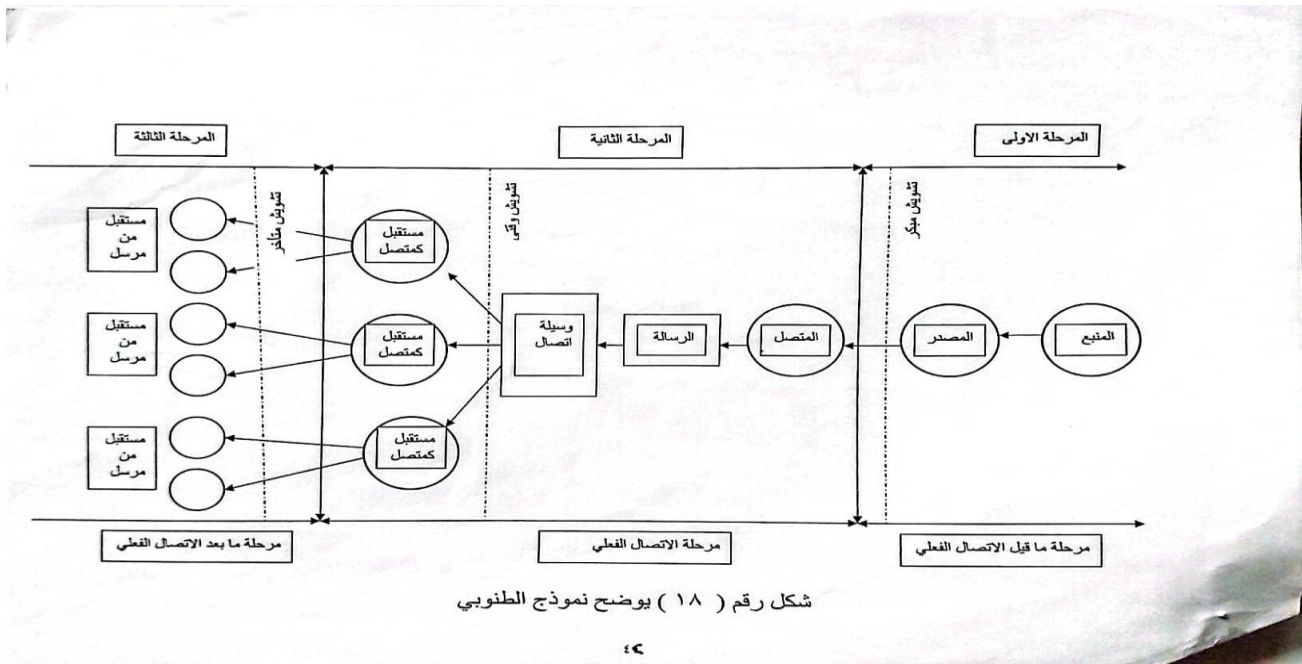 المرحلة الاولى
المرحلة الثانية
المرحلة الثالثة
تشويش مبكر
تشويش وقتي
تشويش متأخر
المنبع
المصدر
المتصل
الرسالة
وسيلة
اتصال
مستقبل
كمتصل
مستقبل
كمتصل
مستقبل
كمتصل
مستقبل
من
مرسل
مستقبل
من
مرسل
مستقبل
من
مرسل
مرحلة ما قبل الاتصال الفعلي
مرحلة الاتصال الفعلي
مرحلة ما بعد الاتصال الفعلي
شكل رقم ( ١٨ ) يوضح نموذج الطنوبي